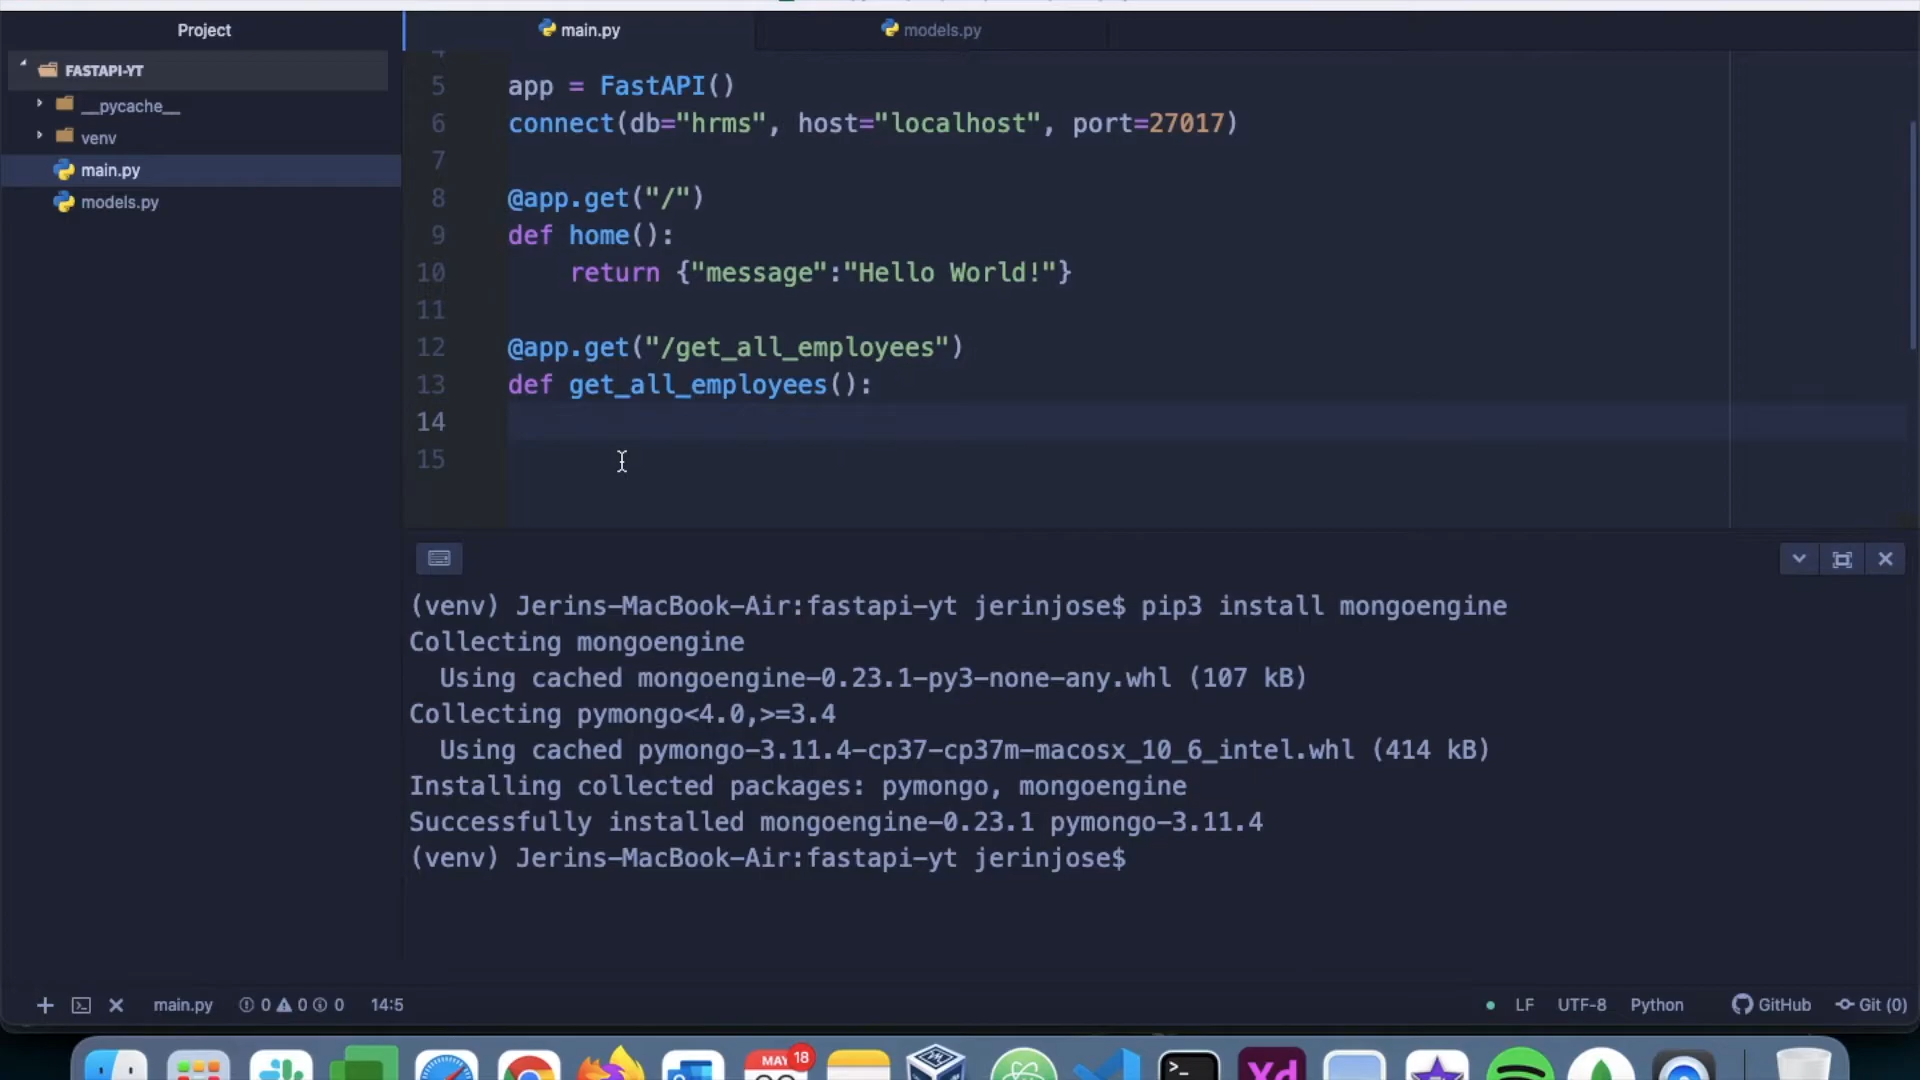 Project
main.py
models.py
FASTAPI-YT
__pycache__
venv
main.py
models.py
4
5 app = FastAPI()
6 connect(db="hrms", host="localhost", port=27017)
7
8 @app.get("/")
9 def home():
10 return {"message":"Hello World!"}
11
12 @app.get("/get_all_employees")
13 def get_all_employees():
14
15
(venv) Jerins-MacBook-Air:fastapi-yt jerinjose$ pip3 install mongoengine
Collecting mongoengine
Using cached mongoengine-0.23.1-py3-none-any.whl (107 kB)
Collecting pymongo<4.0,>=3.4
Using cached pymongo-3.11.4-cp37-cp37m-macosx_10_6_intel.whl (414 kB)
Installing collected packages: pymongo, mongoengine
Successfully installed mongoengine-0.23.1 pymongo-3.11.4
(venv) Jerins-MacBook-Air:fastapi-yt jerinjose$
main.py 0 0 0 14:5 LF UTF-8 Python GitHub Git (0)
MAY 18
Xd